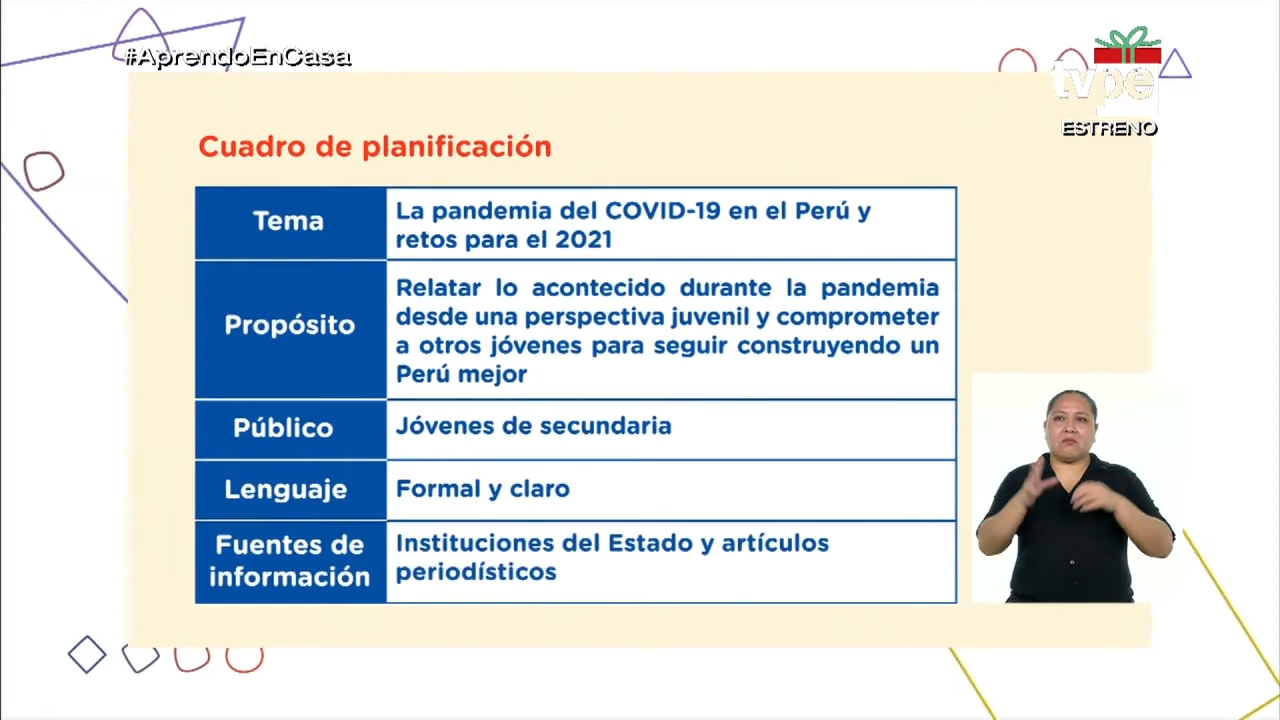 #AprendoEnCasa
tvpe
ESTRENO
Cuadro de planificación
Tema
La pandemia del COVID-19 en el Perú y
retos para el 2021
Propósito
Relatar lo acontecido durante la pandemia
desde una perspectiva juvenil y comprometer
a otros jóvenes para seguir construyendo un
Perú mejor
Público
Jóvenes de secundaria
Lenguaje
Formal y claro
Fuentes de
información
Instituciones del Estado y artículos
periodísticos